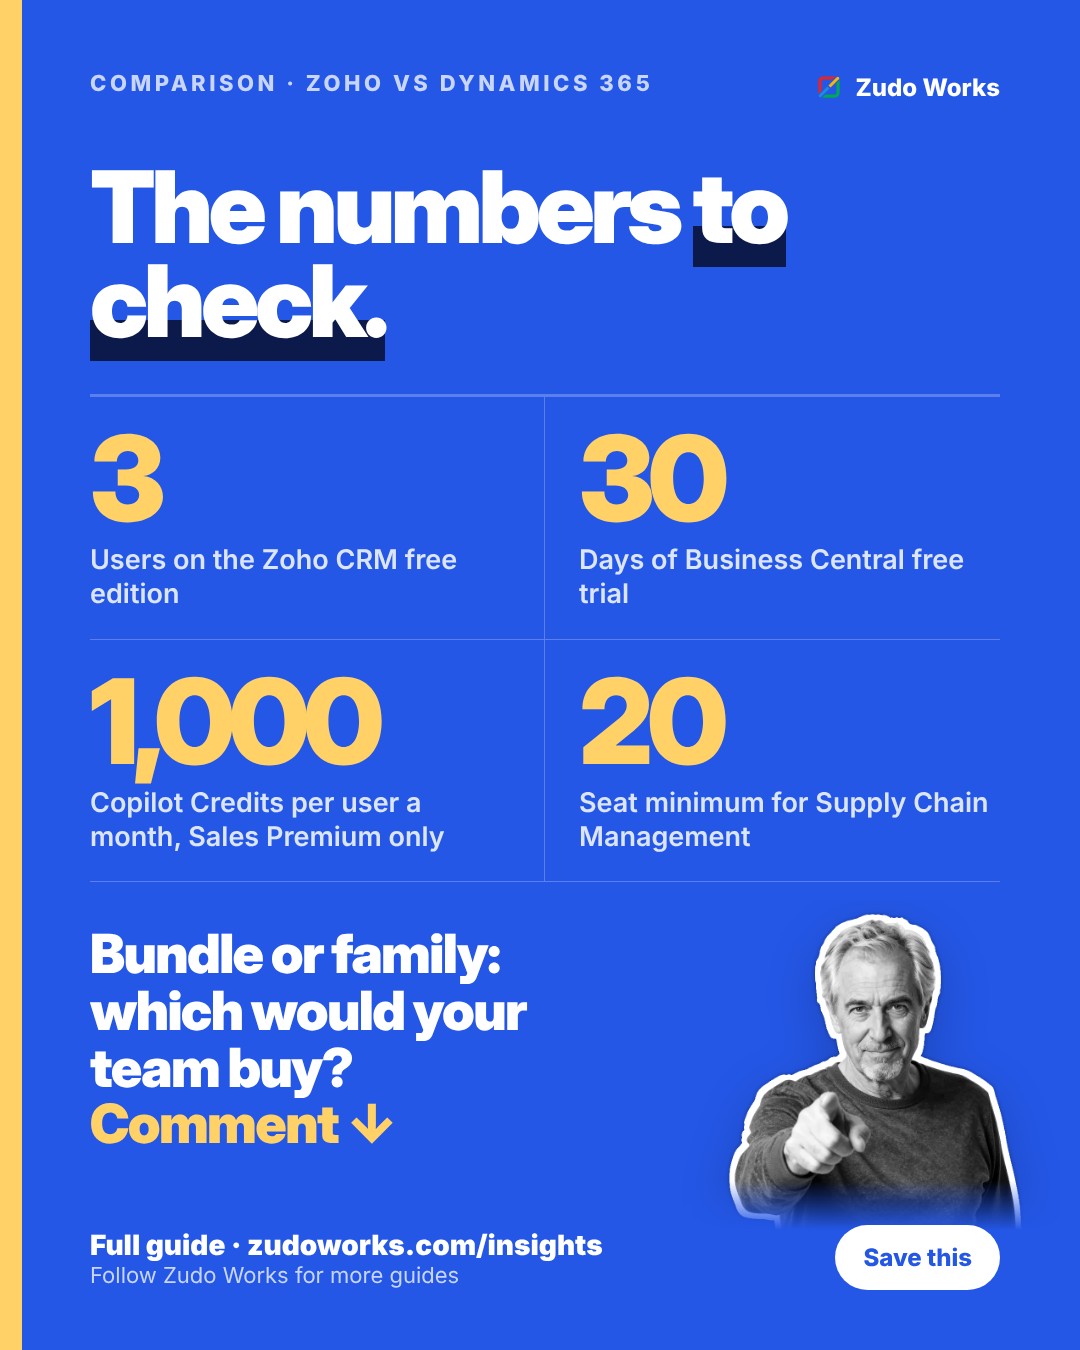 COMPARISON · ZOHO VS DYNAMICS 365
Zudo Works
The numbers to
check.
3
Users on the Zoho CRM free
edition
30
Days of Business Central free
trial
1,000
Copilot Credits per user a
month, Sales Premium only
20
Seat minimum for Supply Chain
Management
Bundle or family:
which would your
team buy?
Comment ↓
Full guide · zudoworks.com/insights
Follow Zudo Works for more guides
Save this